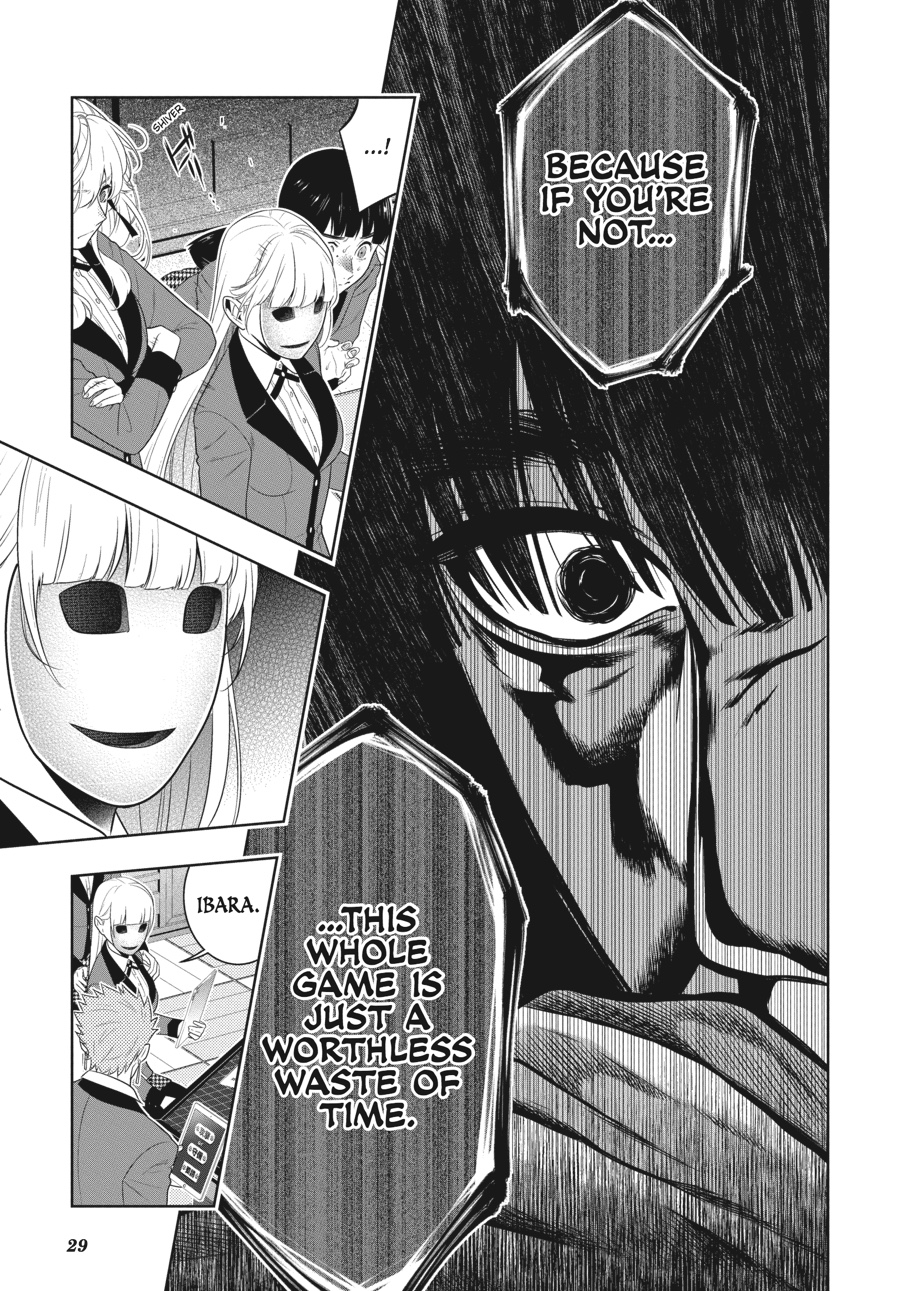 BECAUSE
IF YOU'RE
NOT...
...THIS
WHOLE
GAME IS
JUST A
WORTHLESS
WASTE OF
TIME.
...!
SHIVER
IBARA.
29